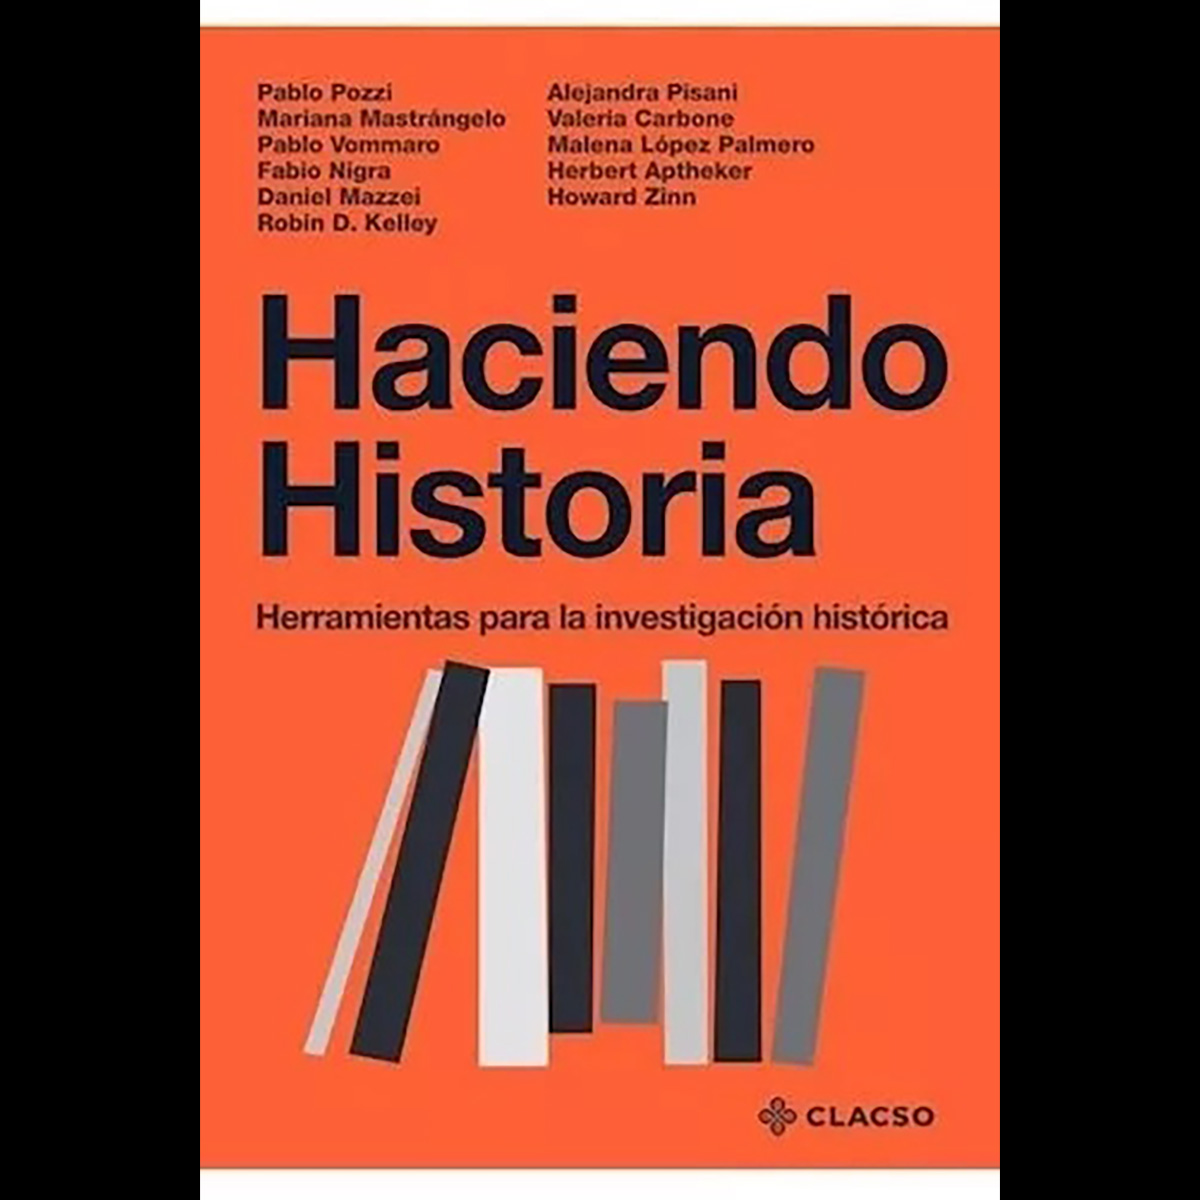 Pablo Pozzi
Mariana Mastrángelo
Pablo Vommaro
Fabio Nigra
Daniel Mazzei
Robin D. Kelley
Alejandra Pisani
Valeria Carbone
Malena López Palmero
Herbert Aptheker
Howard Zinn
Haciendo
Historia
Herramientas para la investigación histórica
CLACSO